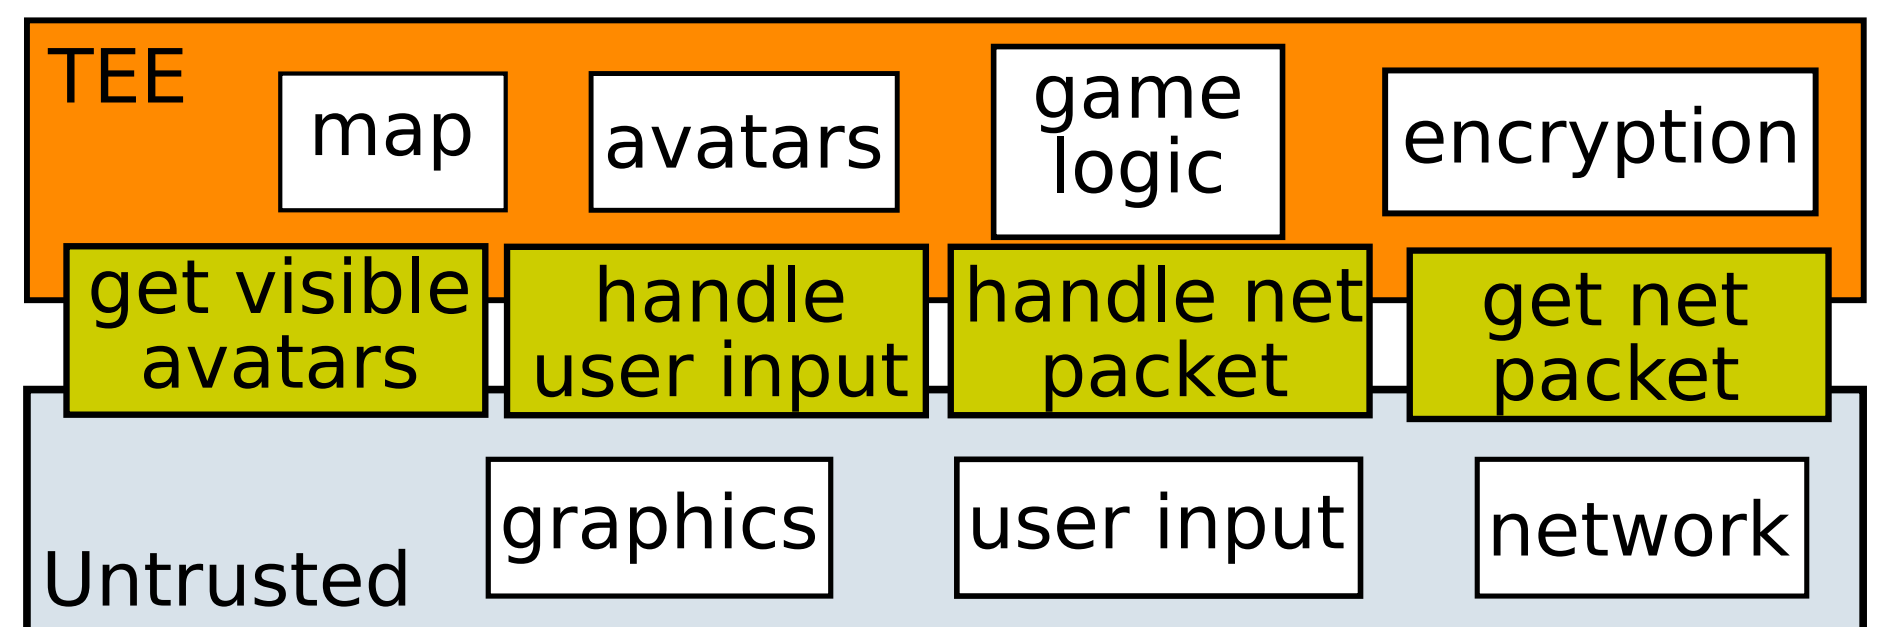 TEE
map
avatars
game
logic
encryption
get visible
avatars
handle
user input
handle net
packet
get net
packet
graphics
user input
network
Untrusted